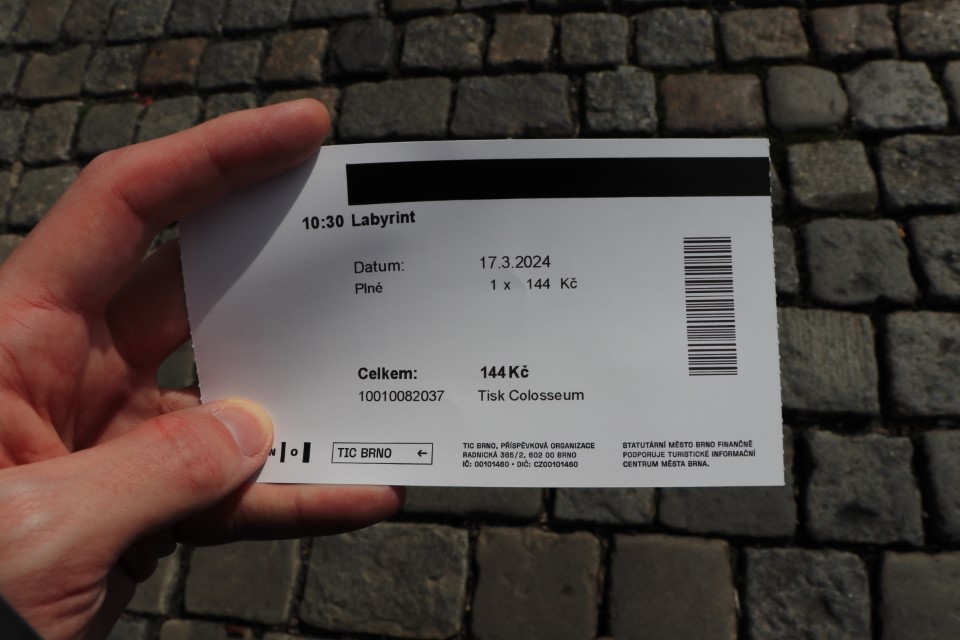 10:30 Labyrint
Datum: 17.3.2024
Plné 1 x 144 Kč
Celkem: 144 Kč
10010082037 Tisk Colosseum
N O
TIC BRNO ←
TIC BRNO, PŘÍSPĚVKOVÁ ORGANIZACE
RADNICKÁ 365/2, 602 00 BRNO
IČ: 00101460 • DIČ: CZ00101460
STATUTÁRNÍ MĚSTO BRNO FINANČNĚ
PODPORUJE TURISTICKÉ INFORMAČNÍ
CENTRUM MĚSTA BRNA.